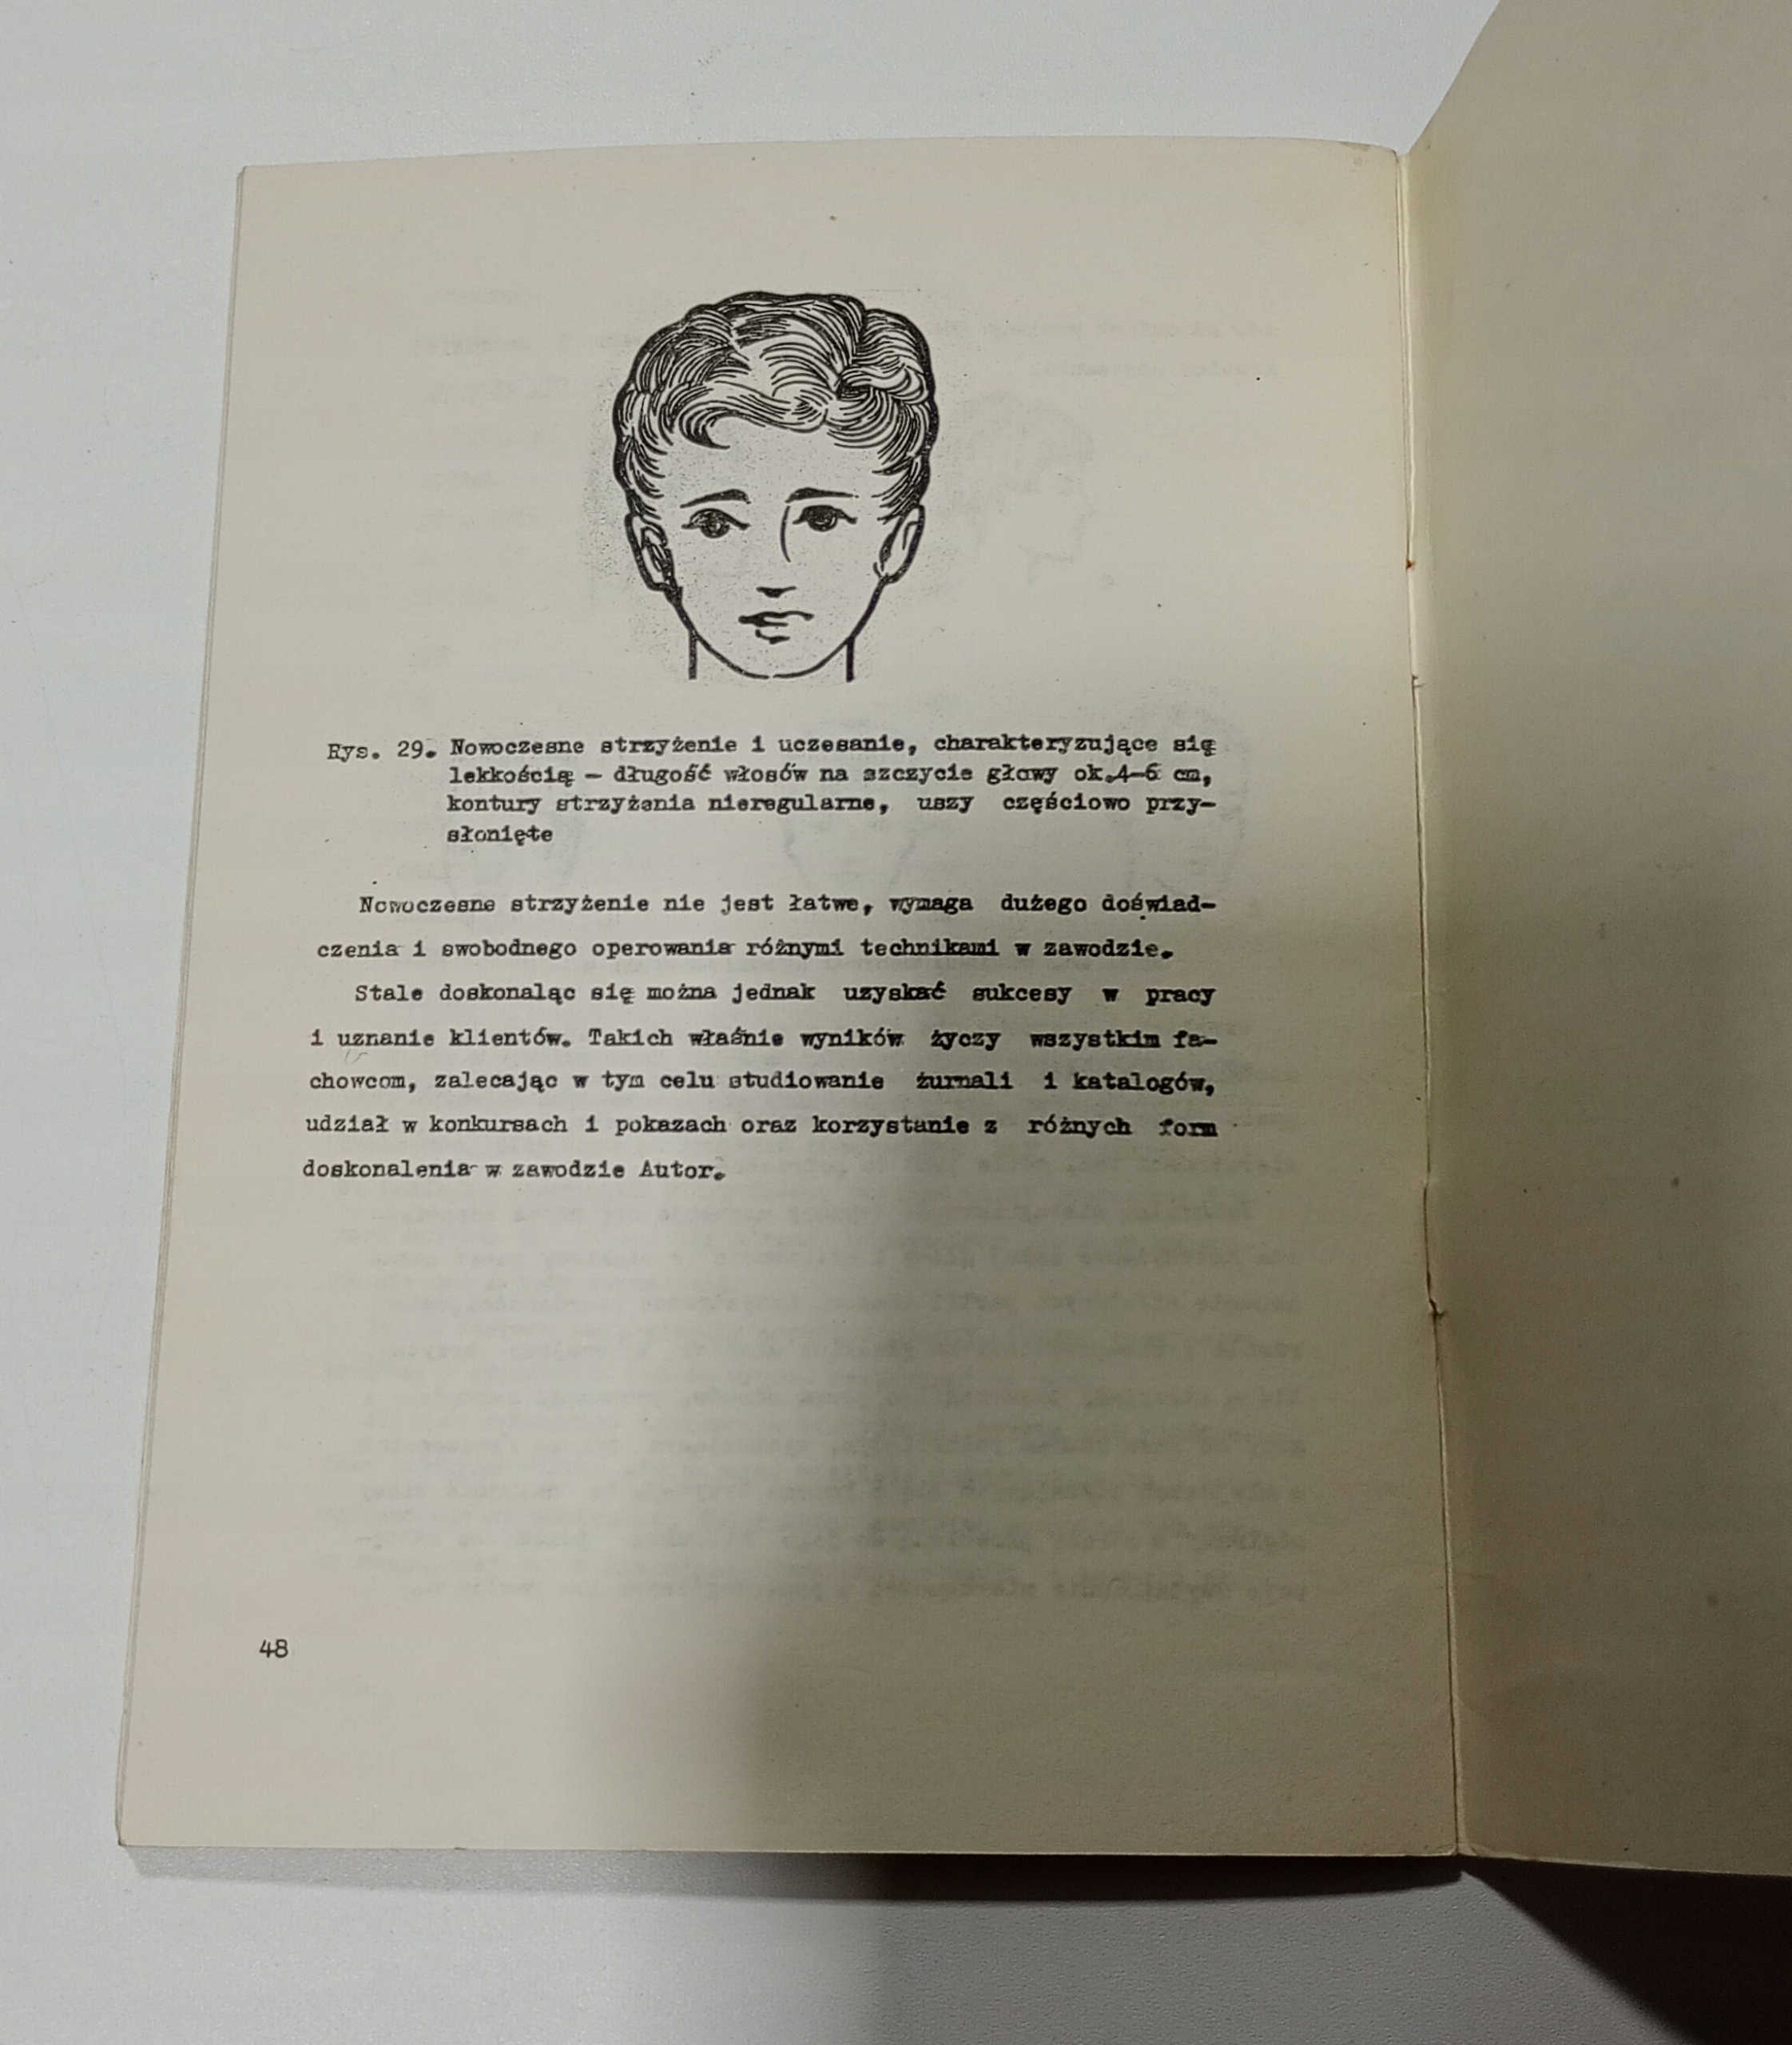 Rys. 29. Nowoczesne strzyżenie i uczesanie, charakteryzujące się
lekkością – długość włosów na szczycie głowy ok.4-6 cm,
kontury strzyżenia nieregularne, uszy częściowo przy-
słonięte
Nowoczesne strzyżenie nie jest łatwe, wymaga dużego doświad-
czenia i swobodnego operowania różnymi technikami w zawodzie.
Stale doskonaląc się można jednak uzyskać sukcesy w pracy
i uznanie klientów. Takich właśnie wyników życzy wszystkim fa-
chowcom, zalecając w tym celu studiowanie żurnali i katalogów,
udział w konkursach i pokazach oraz korzystanie z różnych form
doskonalenia w zawodzie Autor.
48